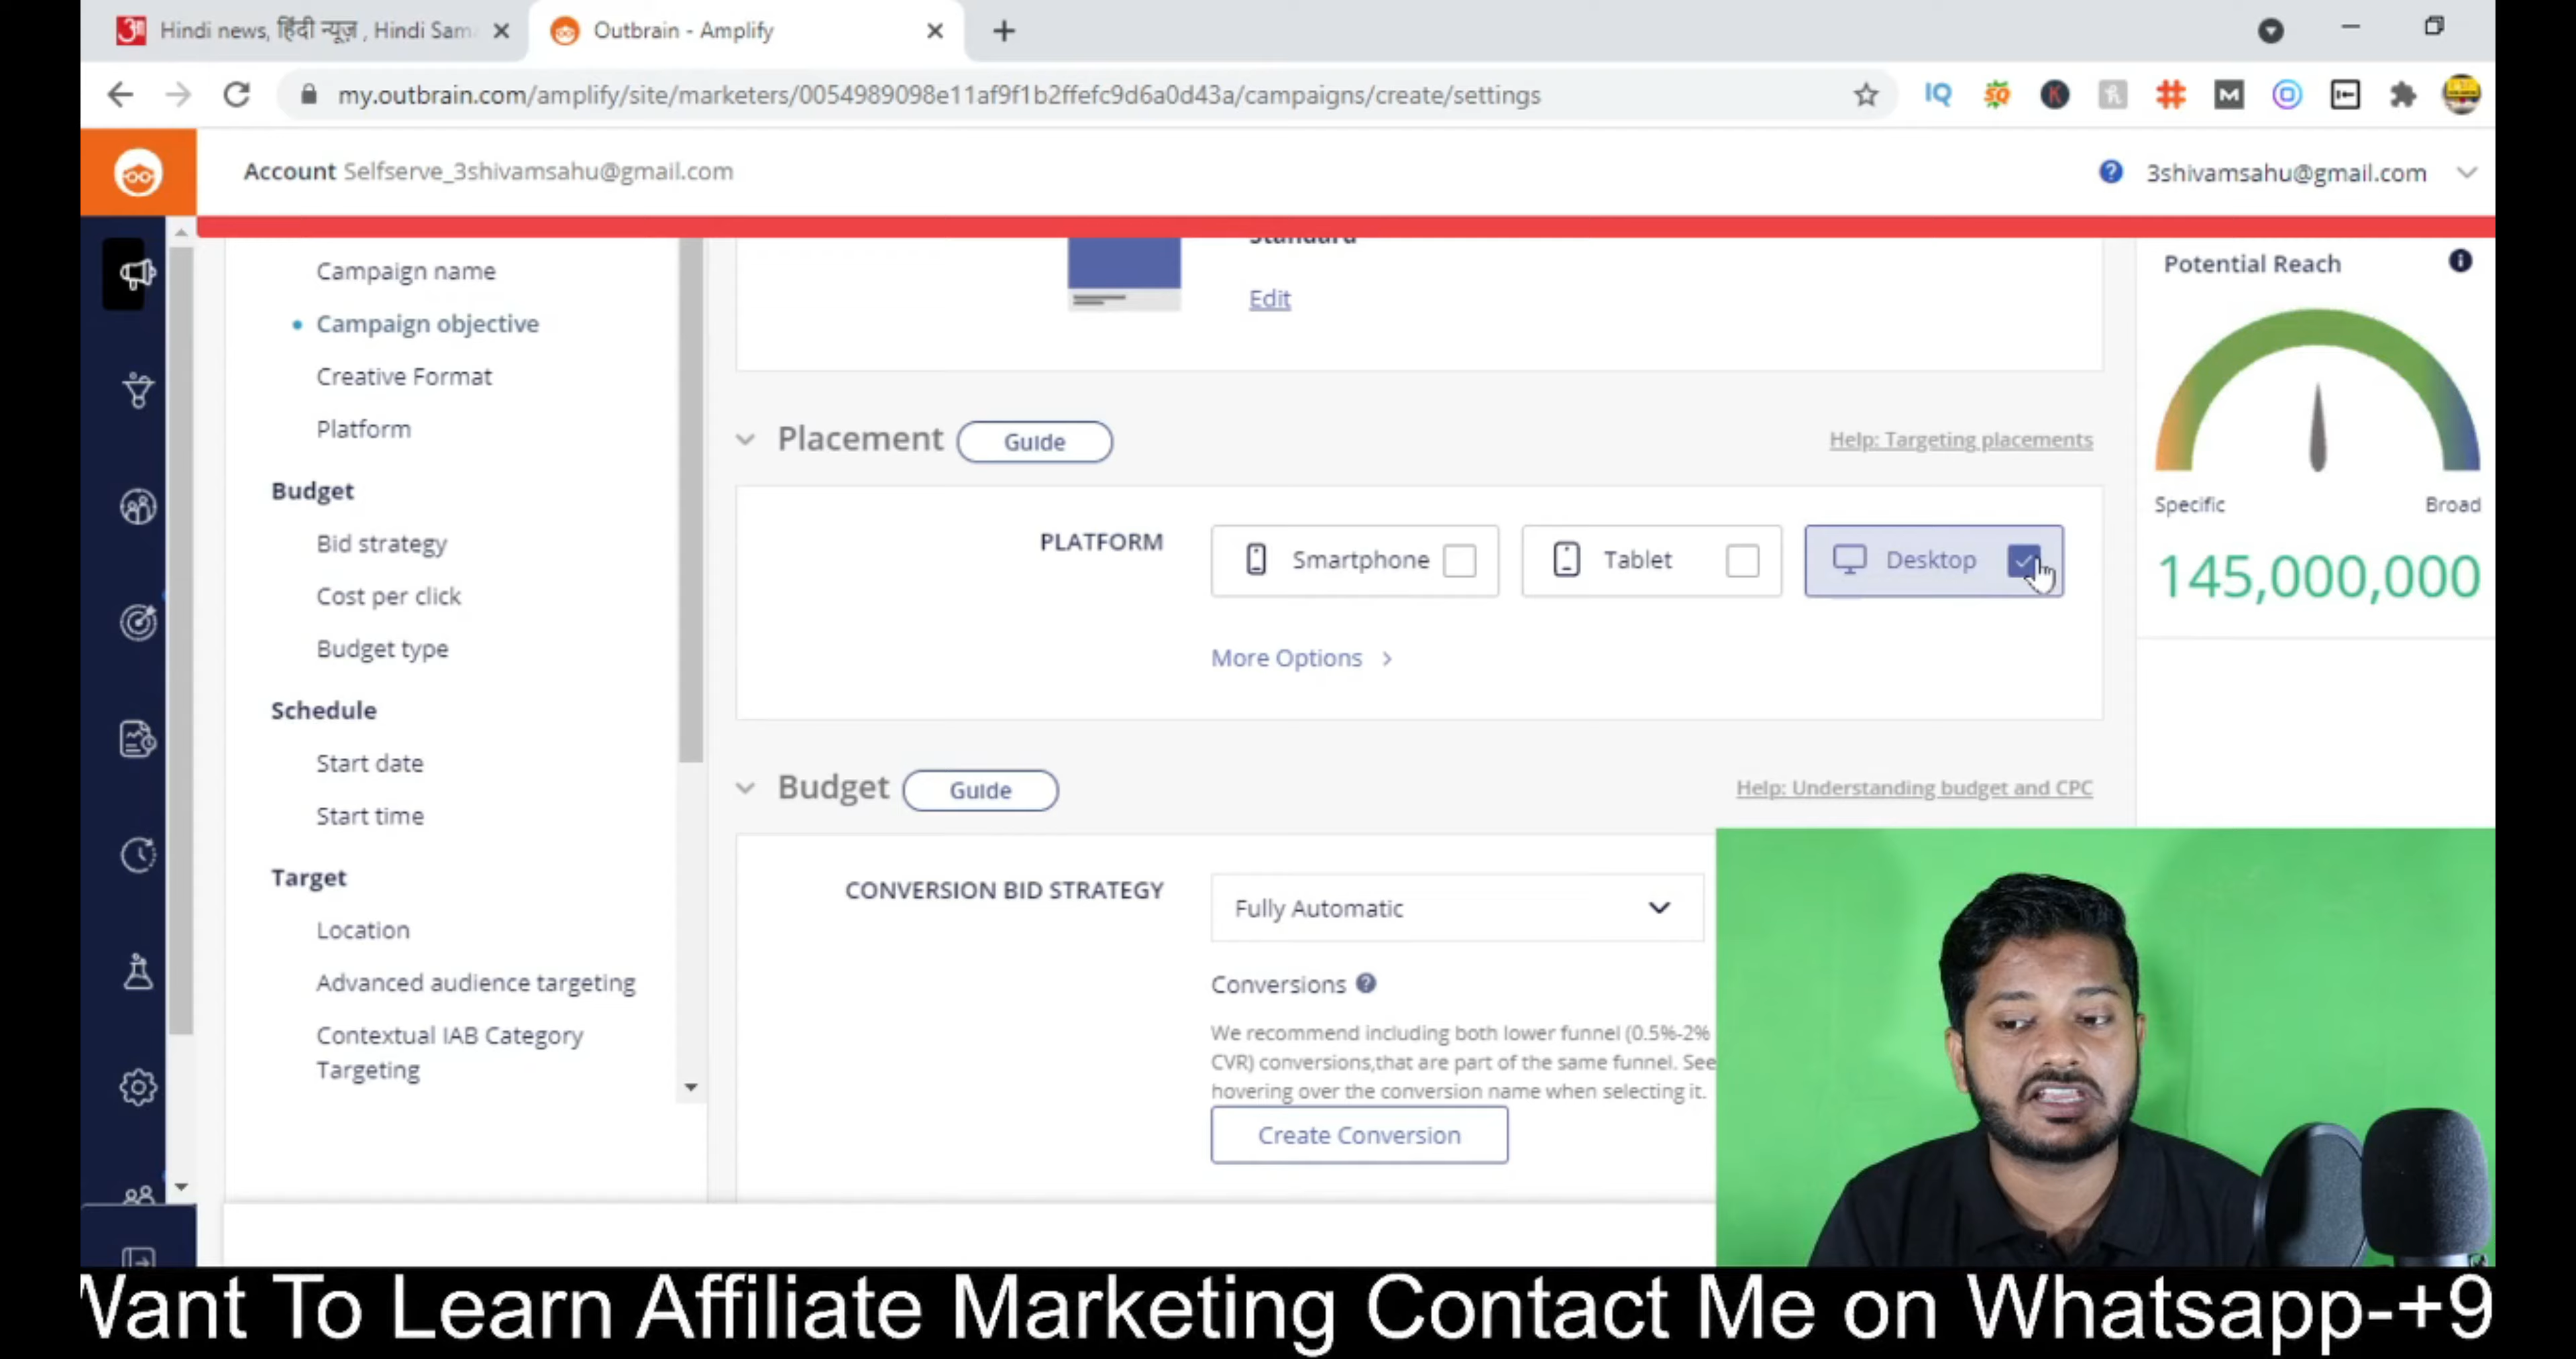 Hindi news, हिंदी न्यूज़ , Hindi Sam
Outbrain - Amplify
my.outbrain.com/amplify/site/marketers/0054989098e11af9f1b2ffefc9d6a0d43a/campaigns/create/settings
Account Selfserve_3shivamsahu@gmail.com
3shivamsahu@gmail.com
Campaign name
Campaign objective
Creative Format
Platform
Budget
Bid strategy
Cost per click
Budget type
Schedule
Start date
Start time
Target
Location
Advanced audience targeting
Contextual IAB Category
Targeting
Standard
Edit
Placement
Guide
Help: Targeting placements
PLATFORM
Smartphone
Tablet
Desktop
More Options
Budget
Guide
Help: Understanding budget and CPC
CONVERSION BID STRATEGY
Fully Automatic
Conversions
We recommend including both lower funnel (0.5%-2%
CVR) conversions,that are part of the same funnel. See
hovering over the conversion name when selecting it.
Create Conversion
Potential Reach
Specific
Broad
145,000,000
Want To Learn Affiliate Marketing Contact Me on Whatsapp-+9